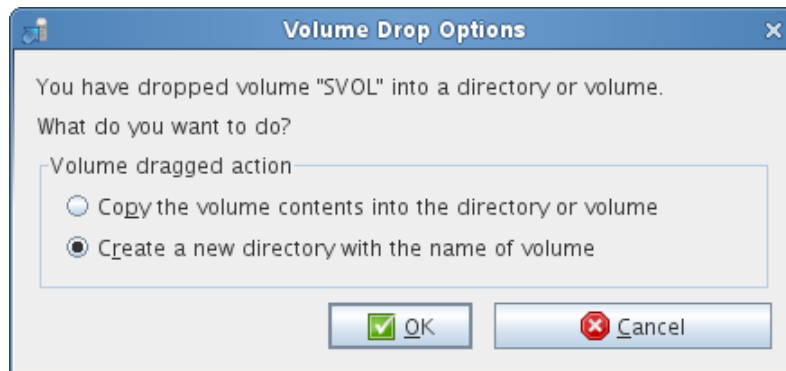 Volume Drop Options
You have dropped volume "SVOL" into a directory or volume.
What do you want to do?
Volume dragged action
Copy the volume contents into the directory or volume
Create a new directory with the name of volume
OK
Cancel